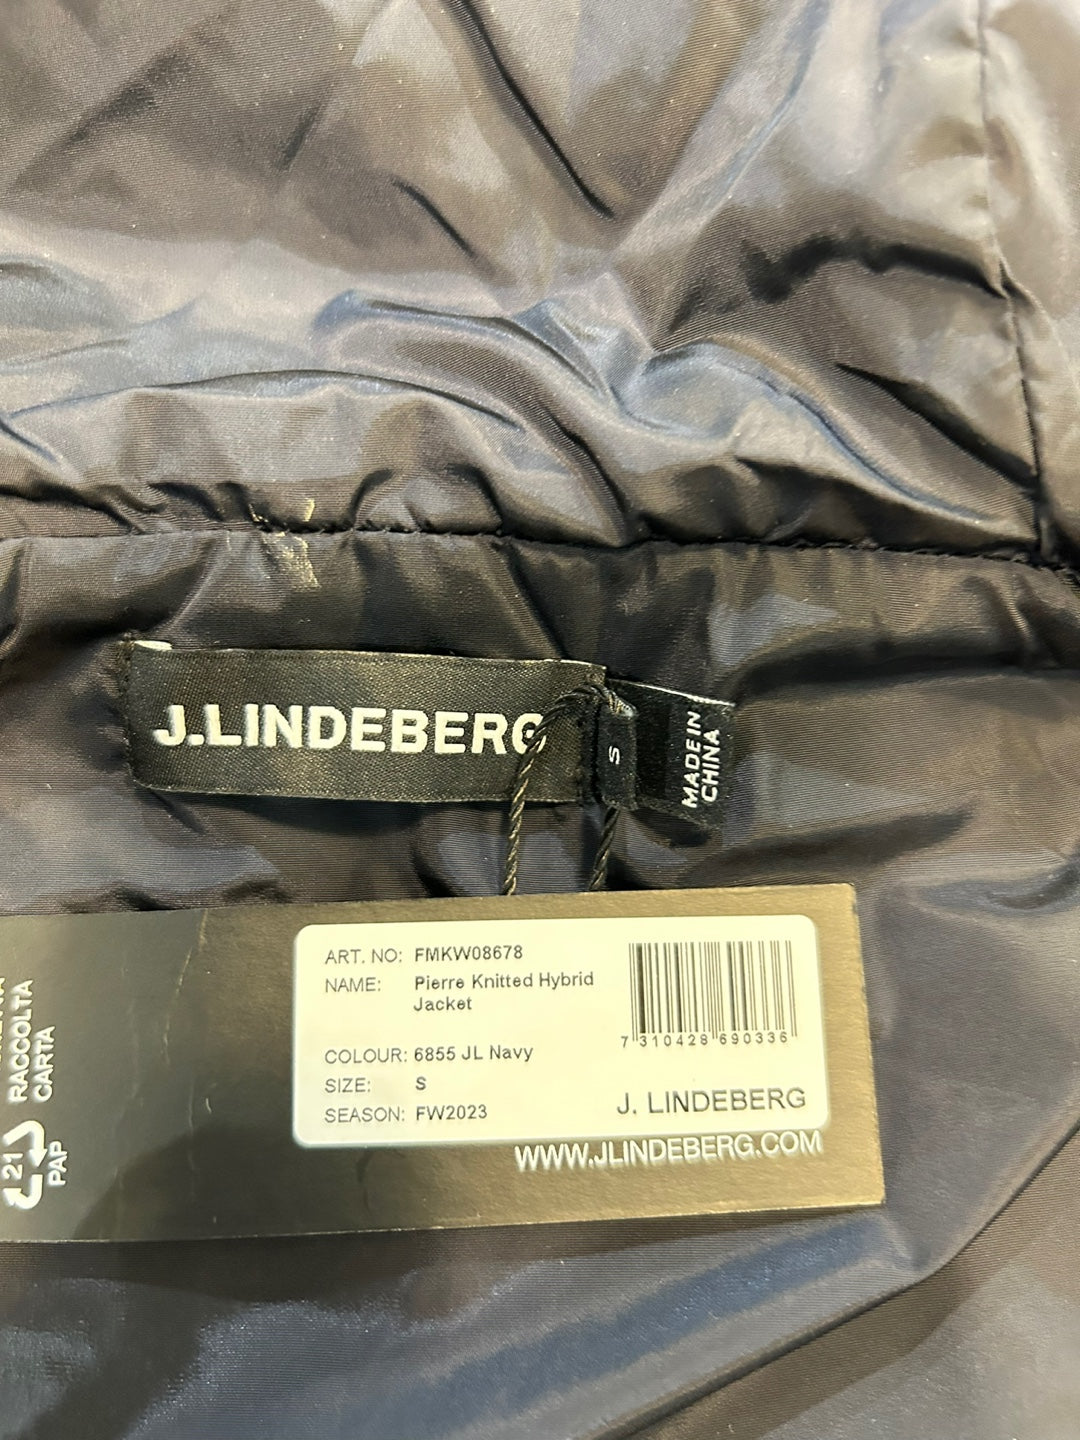 J.LINDEBERG
S
MADE IN
CHINA
ART. NO: FMKW08678
NAME: Pierre Knitted Hybrid
Jacket
COLOUR: 6855 JL Navy
SIZE: S
SEASON: FW2023
7 310428 690336
J. LINDEBERG
WWW.JLINDEBERG.COM
RACCOLTA
CARTA
21
PAP